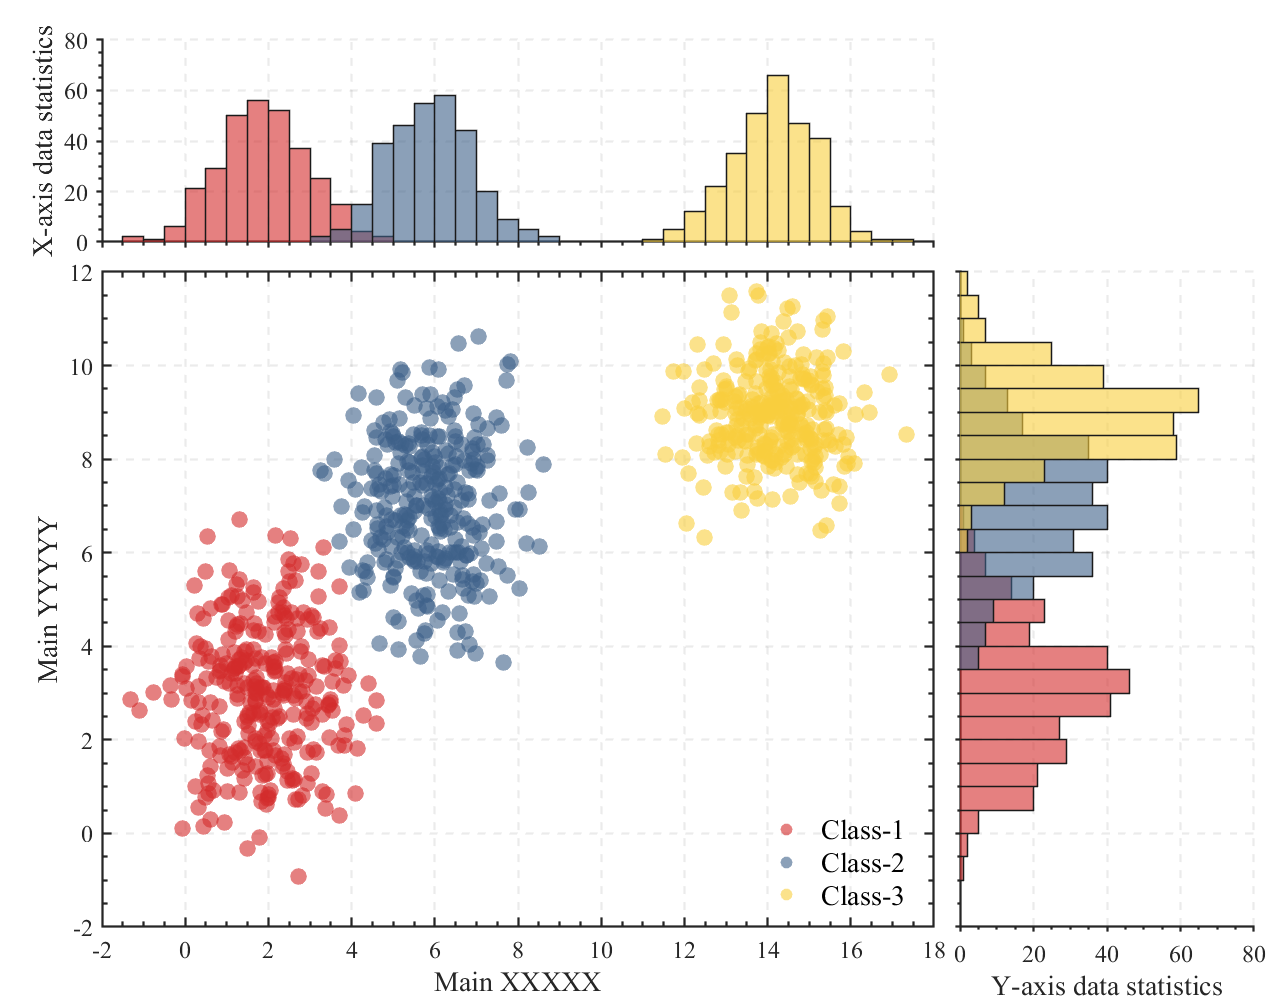 X-axis data statistics
80
60
40
20
0
Main YYYYY
12
10
8
6
4
2
0
-2
Class-1
Class-2
Class-3
-2 0 2 4 6 8 10 12 14 16 18
Main XXXXX
0 20 40 60 80
Y-axis data statistics